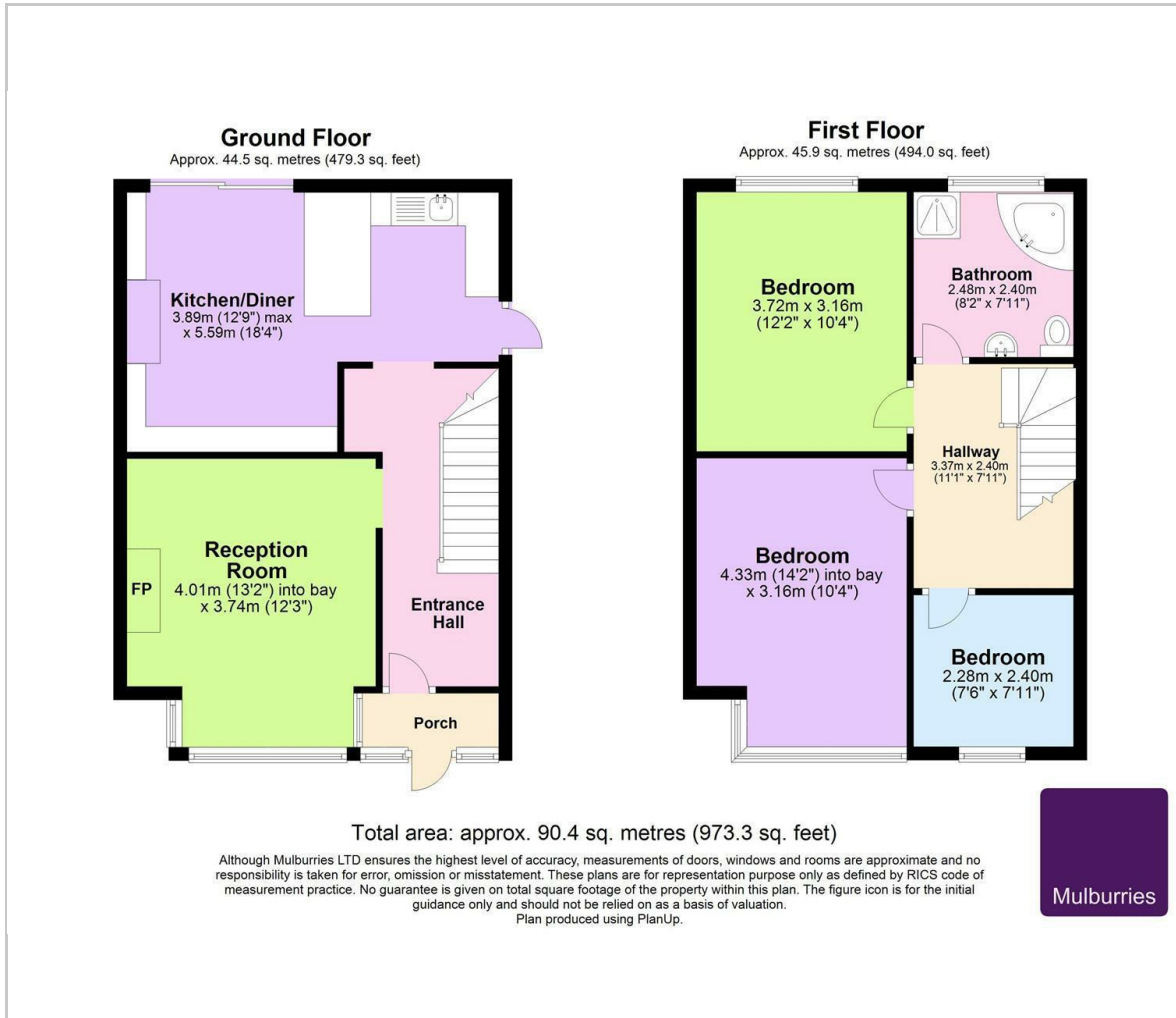 Ground Floor
Approx. 44.5 sq. metres (479.3 sq. feet)
Kitchen/Diner
3.89m (12'9") max
x 5.59m (18'4")
Reception
Room
4.01m (13'2") into bay
x 3.74m (12'3")
FP
Entrance
Hall
Porch
First Floor
Approx. 45.9 sq. metres (494.0 sq. feet)
Bedroom
3.72m x 3.16m
(12'2" x 10'4")
Bathroom
2.48m x 2.40m
(8'2" x 7'11")
Hallway
3.37m x 2.40m
(11'1" x 7'11")
Bedroom
4.33m (14'2") into bay
x 3.16m (10'4")
Bedroom
2.28m x 2.40m
(7'6" x 7'11")
Total area: approx. 90.4 sq. metres (973.3 sq. feet)
Although Mulburries LTD ensures the highest level of accuracy, measurements of doors, windows and rooms are approximate and no
responsibility is taken for error, omission or misstatement. These plans are for representation purpose only as defined by RICS code of
measurement practice. No guarantee is given on total square footage of the property within this plan. The figure icon is for the initial
guidance only and should not be relied on as a basis of valuation.
Plan produced using PlanUp.
Mulburries